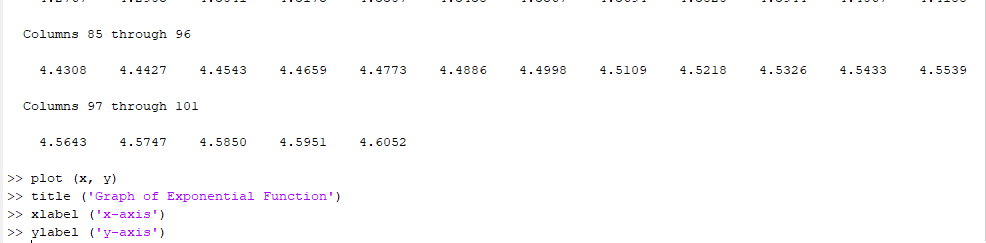 Columns 85 through 96
4.4308 4.4427 4.4543 4.4659 4.4773 4.4886 4.4998 4.5109 4.5218 4.5326 4.5433 4.5539
Columns 97 through 101
4.5643 4.5747 4.5850 4.5951 4.6052
>> plot (x, y)
>> title ('Graph of Exponential Function')
>> xlabel ('x-axis')
>> ylabel ('y-axis')